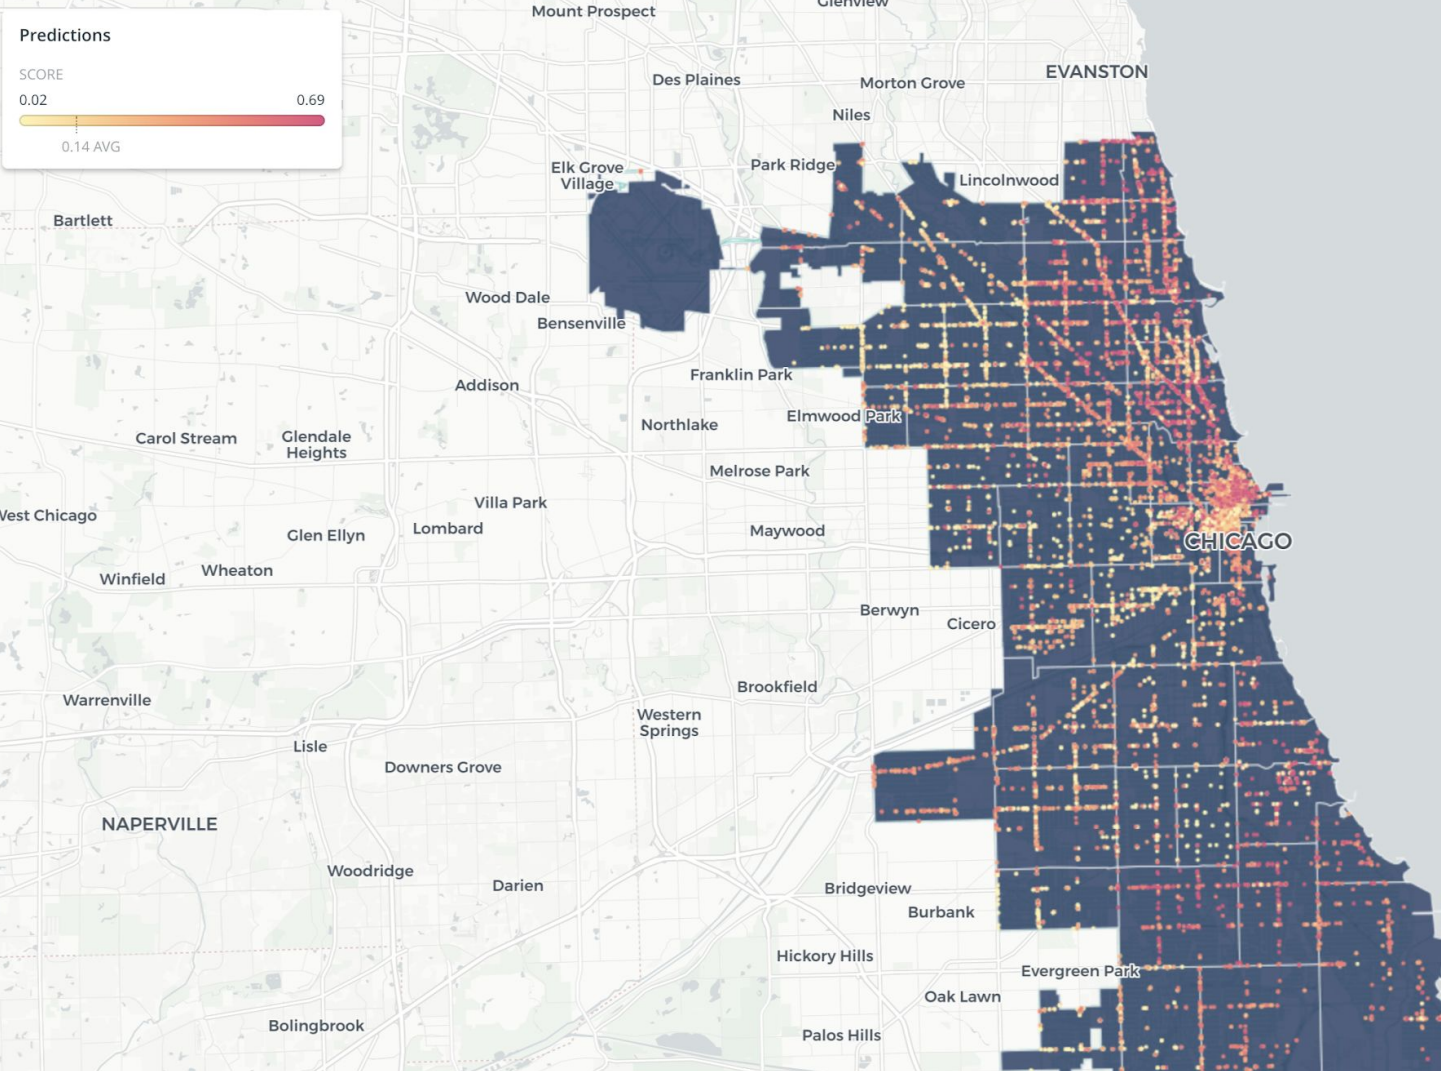 Predictions
SCORE
0.02 0.69
0.14 AVG
Mount Prospect
Glenview
Des Plaines
Morton Grove
EVANSTON
Niles
Elk Grove
Village
Park Ridge
Lincolnwood
Bartlett
Wood Dale
Bensenville
Franklin Park
Addison
Elmwood Park
Northlake
Carol Stream
Glendale
Heights
Melrose Park
Villa Park
West Chicago
Glen Ellyn
Lombard
Maywood
CHICAGO
Winfield
Wheaton
Berwyn
Cicero
Warrenville
Brookfield
Western
Springs
Lisle
Downers Grove
NAPERVILLE
Woodridge
Darien
Bridgeview
Burbank
Hickory Hills
Evergreen Park
Oak Lawn
Bolingbrook
Palos Hills